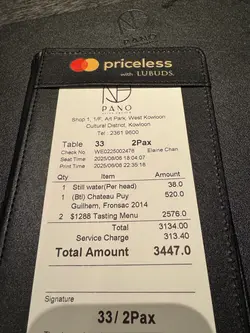 priceless
with LUBUDS.
PANO
Shop 1, 1/F, Art Park, West Kowloon
Cultural District, Kowloon
Tel: 2361 9600
Table 33 2Pax
Check No WE0225002476 Elaine Chan
Seat Time 2025/06/06 18:04:07
Print Time 2025/06/06 22:35:18
Qty Item Amount
1 Still water(Per head) 38.0
1 (Btl) Chateau Puy 520.0
Guilhem, Fronsac 2014
2 $1288 Tasting Menu 2576.0
Total 3134.00
Service Charge 313.40
Total Amount 3447.0
Signature
33/ 2Pax